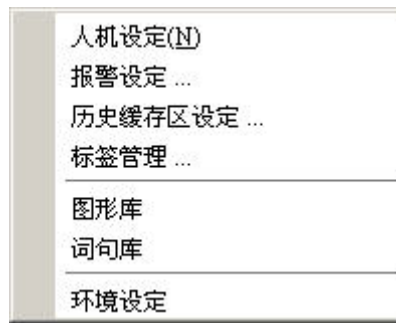 人机设定(N)
报警设定 ...
历史缓存区设定 ...
标签管理 ...
图形库
词句库
环境设定